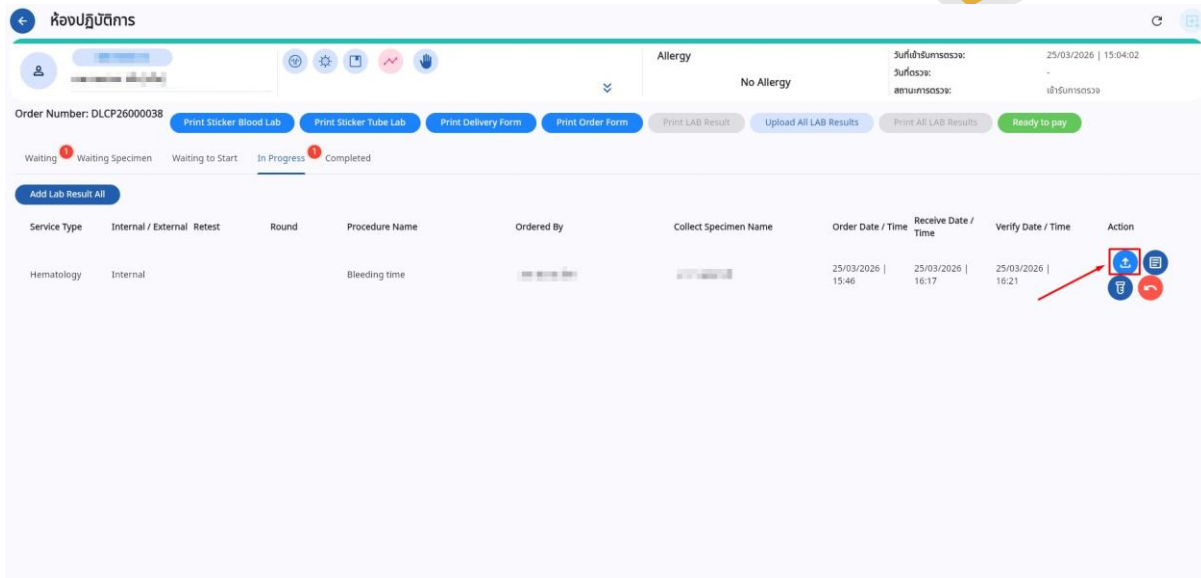 ห้องปฏิบัติการ
Allergy
No Allergy
วันที่เข้ารับการตรวจ: 25/03/2026 | 15:04:02
วันที่ตรวจ: -
สถานะการตรวจ: เข้ารับการตรวจ
Order Number: DLCP26000038
Print Sticker Blood Lab Print Sticker Tube Lab Print Delivery Form Print Order Form Print LAB Result Upload All LAB Results Print All LAB Results Ready to pay
Waiting 1 Waiting Specimen Waiting to Start In Progress 1 Completed
Add Lab Result All
Service Type Internal / External Retest Round Procedure Name Ordered By Collect Specimen Name Order Date / Time Receive Date / Time Verify Date / Time Action
Hematology Internal Bleeding time 25/03/2026 | 15:46 25/03/2026 | 16:17 25/03/2026 | 16:21